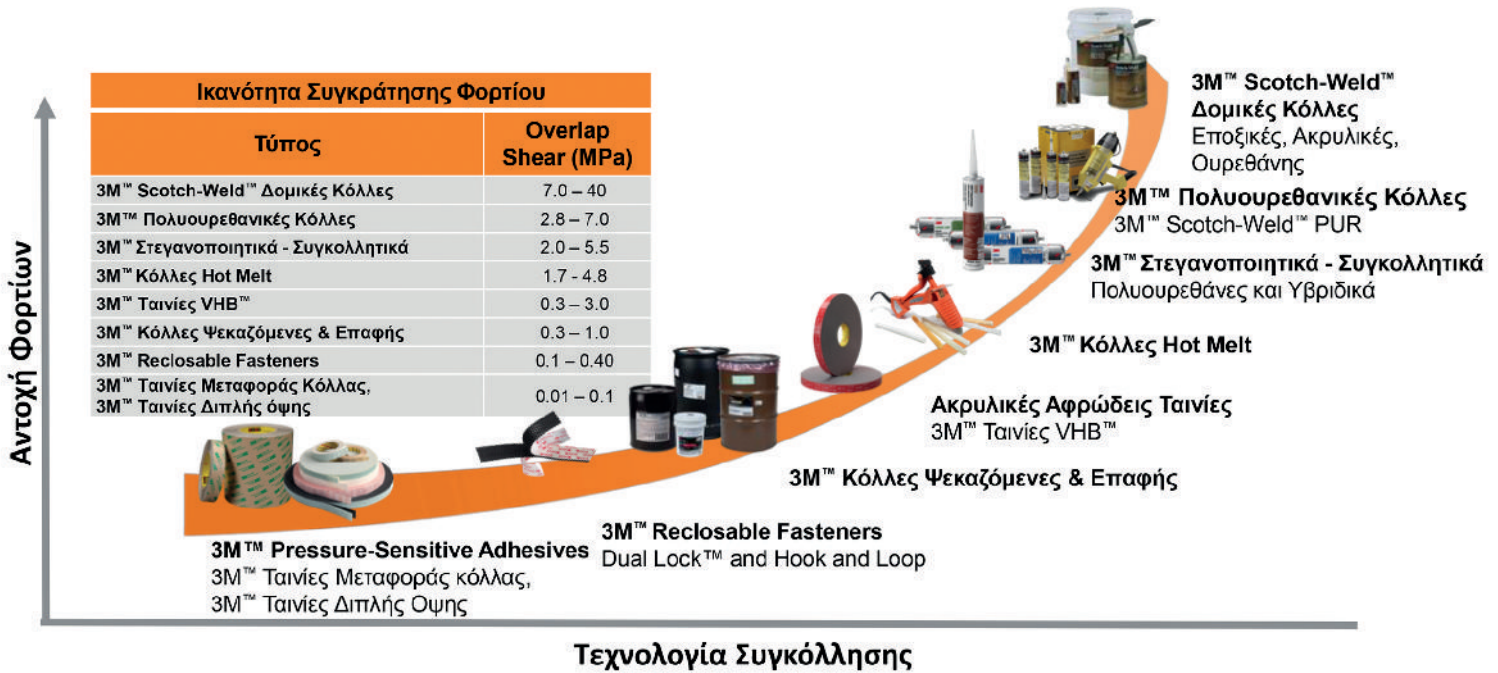 Ικανότητα Συγκράτησης Φορτίου
Τύπος
Overlap
Shear (MPa)
3M™ Scotch-Weld™ Δομικές Κόλλες 7.0 – 40
3M™ Πολυουρεθανικές Κόλλες 2.8 – 7.0
3M™ Στεγανοποιητικά - Συγκολλητικά 2.0 – 5.5
3M™ Κόλλες Hot Melt 1.7 - 4.8
3M™ Ταινίες VHB™ 0.3 – 3.0
3M™ Κόλλες Ψεκαζόμενες & Επαφής 0.3 – 1.0
3M™ Reclosable Fasteners 0.1 – 0.40
3M™ Ταινίες Μεταφοράς Κόλλας,
3M™ Ταινίες Διπλής όψης
0.01 – 0.1
Αντοχή Φορτίων
3M™ Scotch-Weld™
Δομικές Κόλλες
Εποξικές, Ακρυλικές,
Ουρεθάνης
3M™ Πολυουρεθανικές Κόλλες
3M™ Scotch-Weld™ PUR
3M™ Στεγανοποιητικά - Συγκολλητικά
Πολυουρεθάνες και Υβριδικά
3M™ Κόλλες Hot Melt
Ακρυλικές Αφρώδεις Ταινίες
3M™ Ταινίες VHB™
3M™ Κόλλες Ψεκαζόμενες & Επαφής
3M™ Reclosable Fasteners
Dual Lock™ and Hook and Loop
3M™ Pressure-Sensitive Adhesives
3M™ Ταινίες Μεταφοράς κόλλας,
3M™ Ταινίες Διπλής Οψης
Τεχνολογία Συγκόλλησης